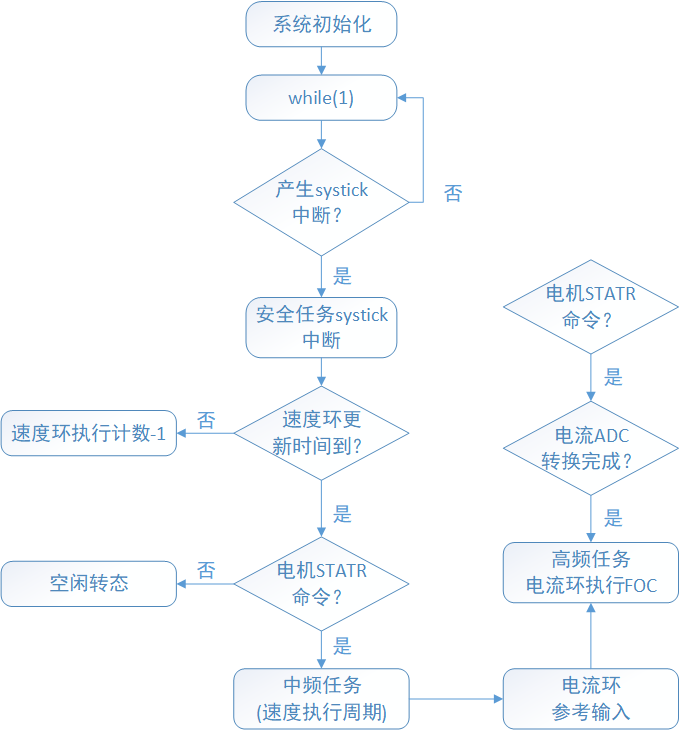 系统初始化
while(1)
产生systick
中断？
否
是
安全任务systick
中断
速度环更
新时间到？
否
速度环执行计数-1
是
电机STATR
命令？
否
空闲转态
是
中频任务
(速度执行周期)
电机STATR
命令？
是
电流ADC
转换完成？
是
高频任务
电流环执行FOC
电流环
参考输入